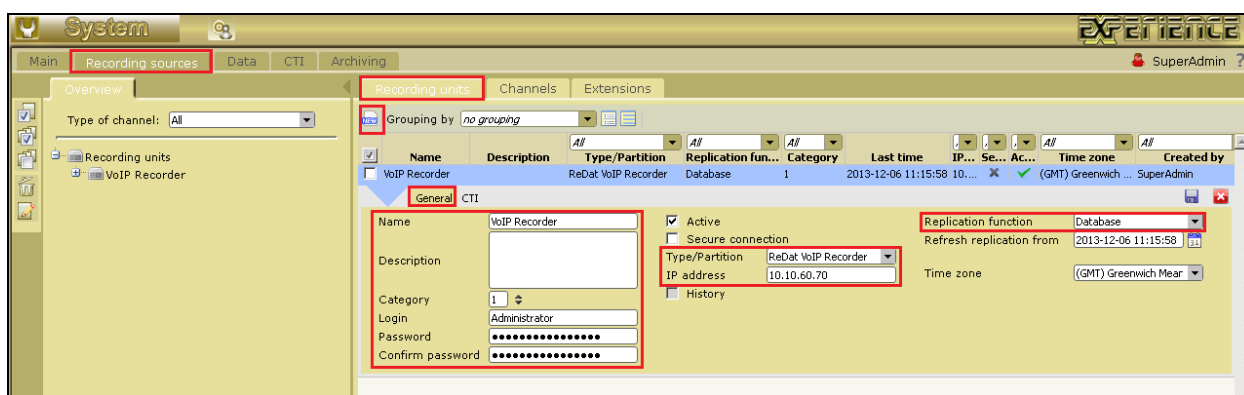 System eXPERIENCE
Main Recording sources Data CTI Archiving SuperAdmin ?
Overview Recording units Channels Extensions
Type of channel: All
Recording units
VoIP Recorder
NEW Grouping by no grouping
All All All All All
Name Description Type/Partition Replication fun... Category Last time IP... Se... Ac... Time zone Created by
VoIP Recorder ReDat VoIP Recorder Database 1 2013-12-06 11:15:58 10.... (GMT) Greenwich ... SuperAdmin
General CTI
Name VoIP Recorder Active Replication function Database
Secure connection Refresh replication from 2013-12-06 11:15:58 31
Description Type/Partition ReDat VoIP Recorder
IP address 10.10.60.70 Time zone (GMT) Greenwich Mear
Category 1 History
Login Administrator
Password ••••••••••••••••
Confirm password ••••••••••••••••